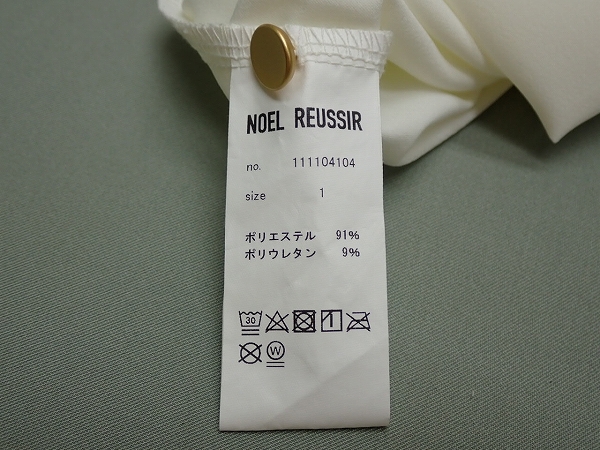 NOEL REUSSIR
no. 111104104
size 1
ポリエステル 91%
ポリウレタン 9%
30
W